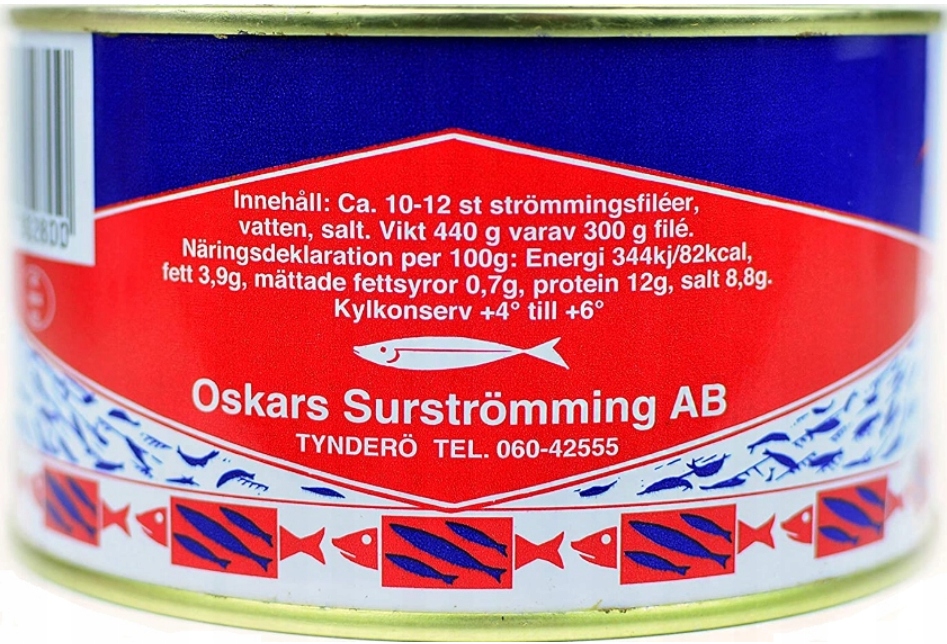 Innehåll: Ca. 10-12 st strömmingsfiléer,
vatten, salt. Vikt 440 g varav 300 g filé.
Näringsdeklaration per 100g: Energi 344kj/82kcal,
fett 3,9g, mättade fettsyror 0,7g, protein 12g, salt 8,8g.
Kylkonserv +4° till +6°
Oskars Surströmming AB
TYNDERÖ TEL. 060-42555